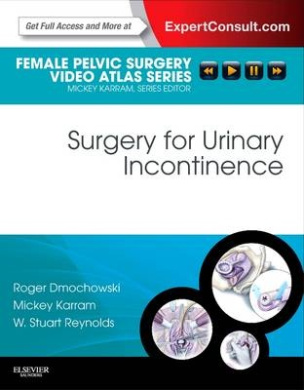 Get Full Access and More at
ExpertConsult.com
FEMALE PELVIC SURGERY
VIDEO ATLAS SERIES
MICKEY KARRAM, SERIES EDITOR
Surgery for Urinary
Incontinence
Roger Dmochowski
Mickey Karram
W. Stuart Reynolds
ELSEVIER
SAUNDERS